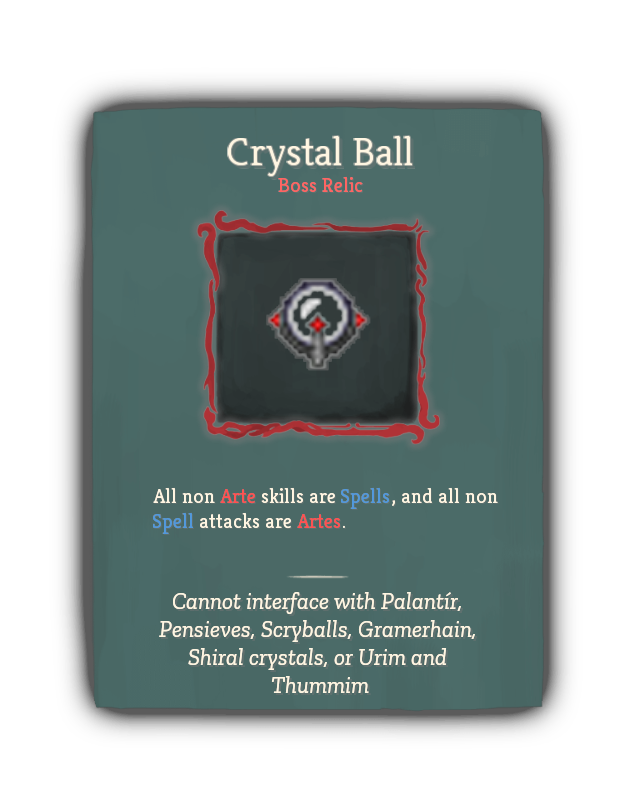 Crystal Ball
Boss Relic
All non Arte skills are Spells, and all non
Spell attacks are Artes.
Cannot interface with Palantír,
Pensieves, Scryballs, Gramerhain,
Shiral crystals, or Urim and
Thummim